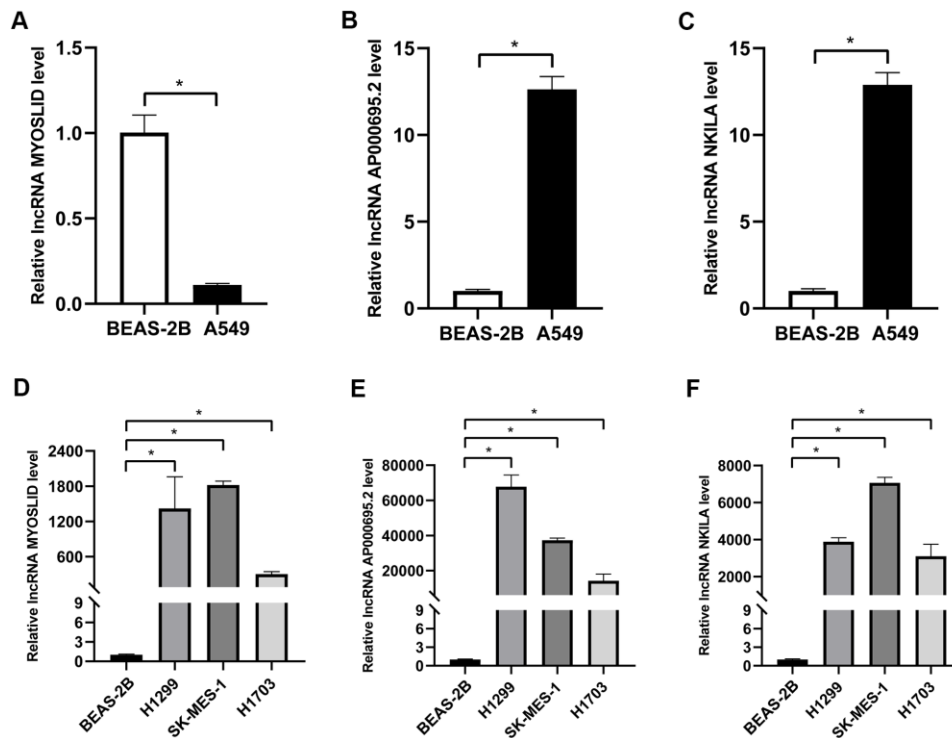 A
Relative lncRNA MYOSLID level
1.5
1.0
0.5
0.0
*
BEAS-2B A549
B
Relative lncRNA AP000695.2 level
15
10
5
0
*
BEAS-2B A549
C
Relative lncRNA NKILA level
15
10
5
0
*
BEAS-2B A549
D
Relative lncRNA MYOSLID level
2400
1800
1200
600
9
6
3
0
*
*
*
BEAS-2B
H1299
SK-MES-1
H1703
E
Relative lncRNA AP000695.2 level
80000
60000
40000
20000
9
6
3
0
*
*
*
BEAS-2B
H1299
SK-MES-1
H1703
F
Relative lncRNA NKILA level
8000
6000
4000
2000
9
6
3
0
*
*
*
BEAS-2B
H1299
SK-MES-1
H1703